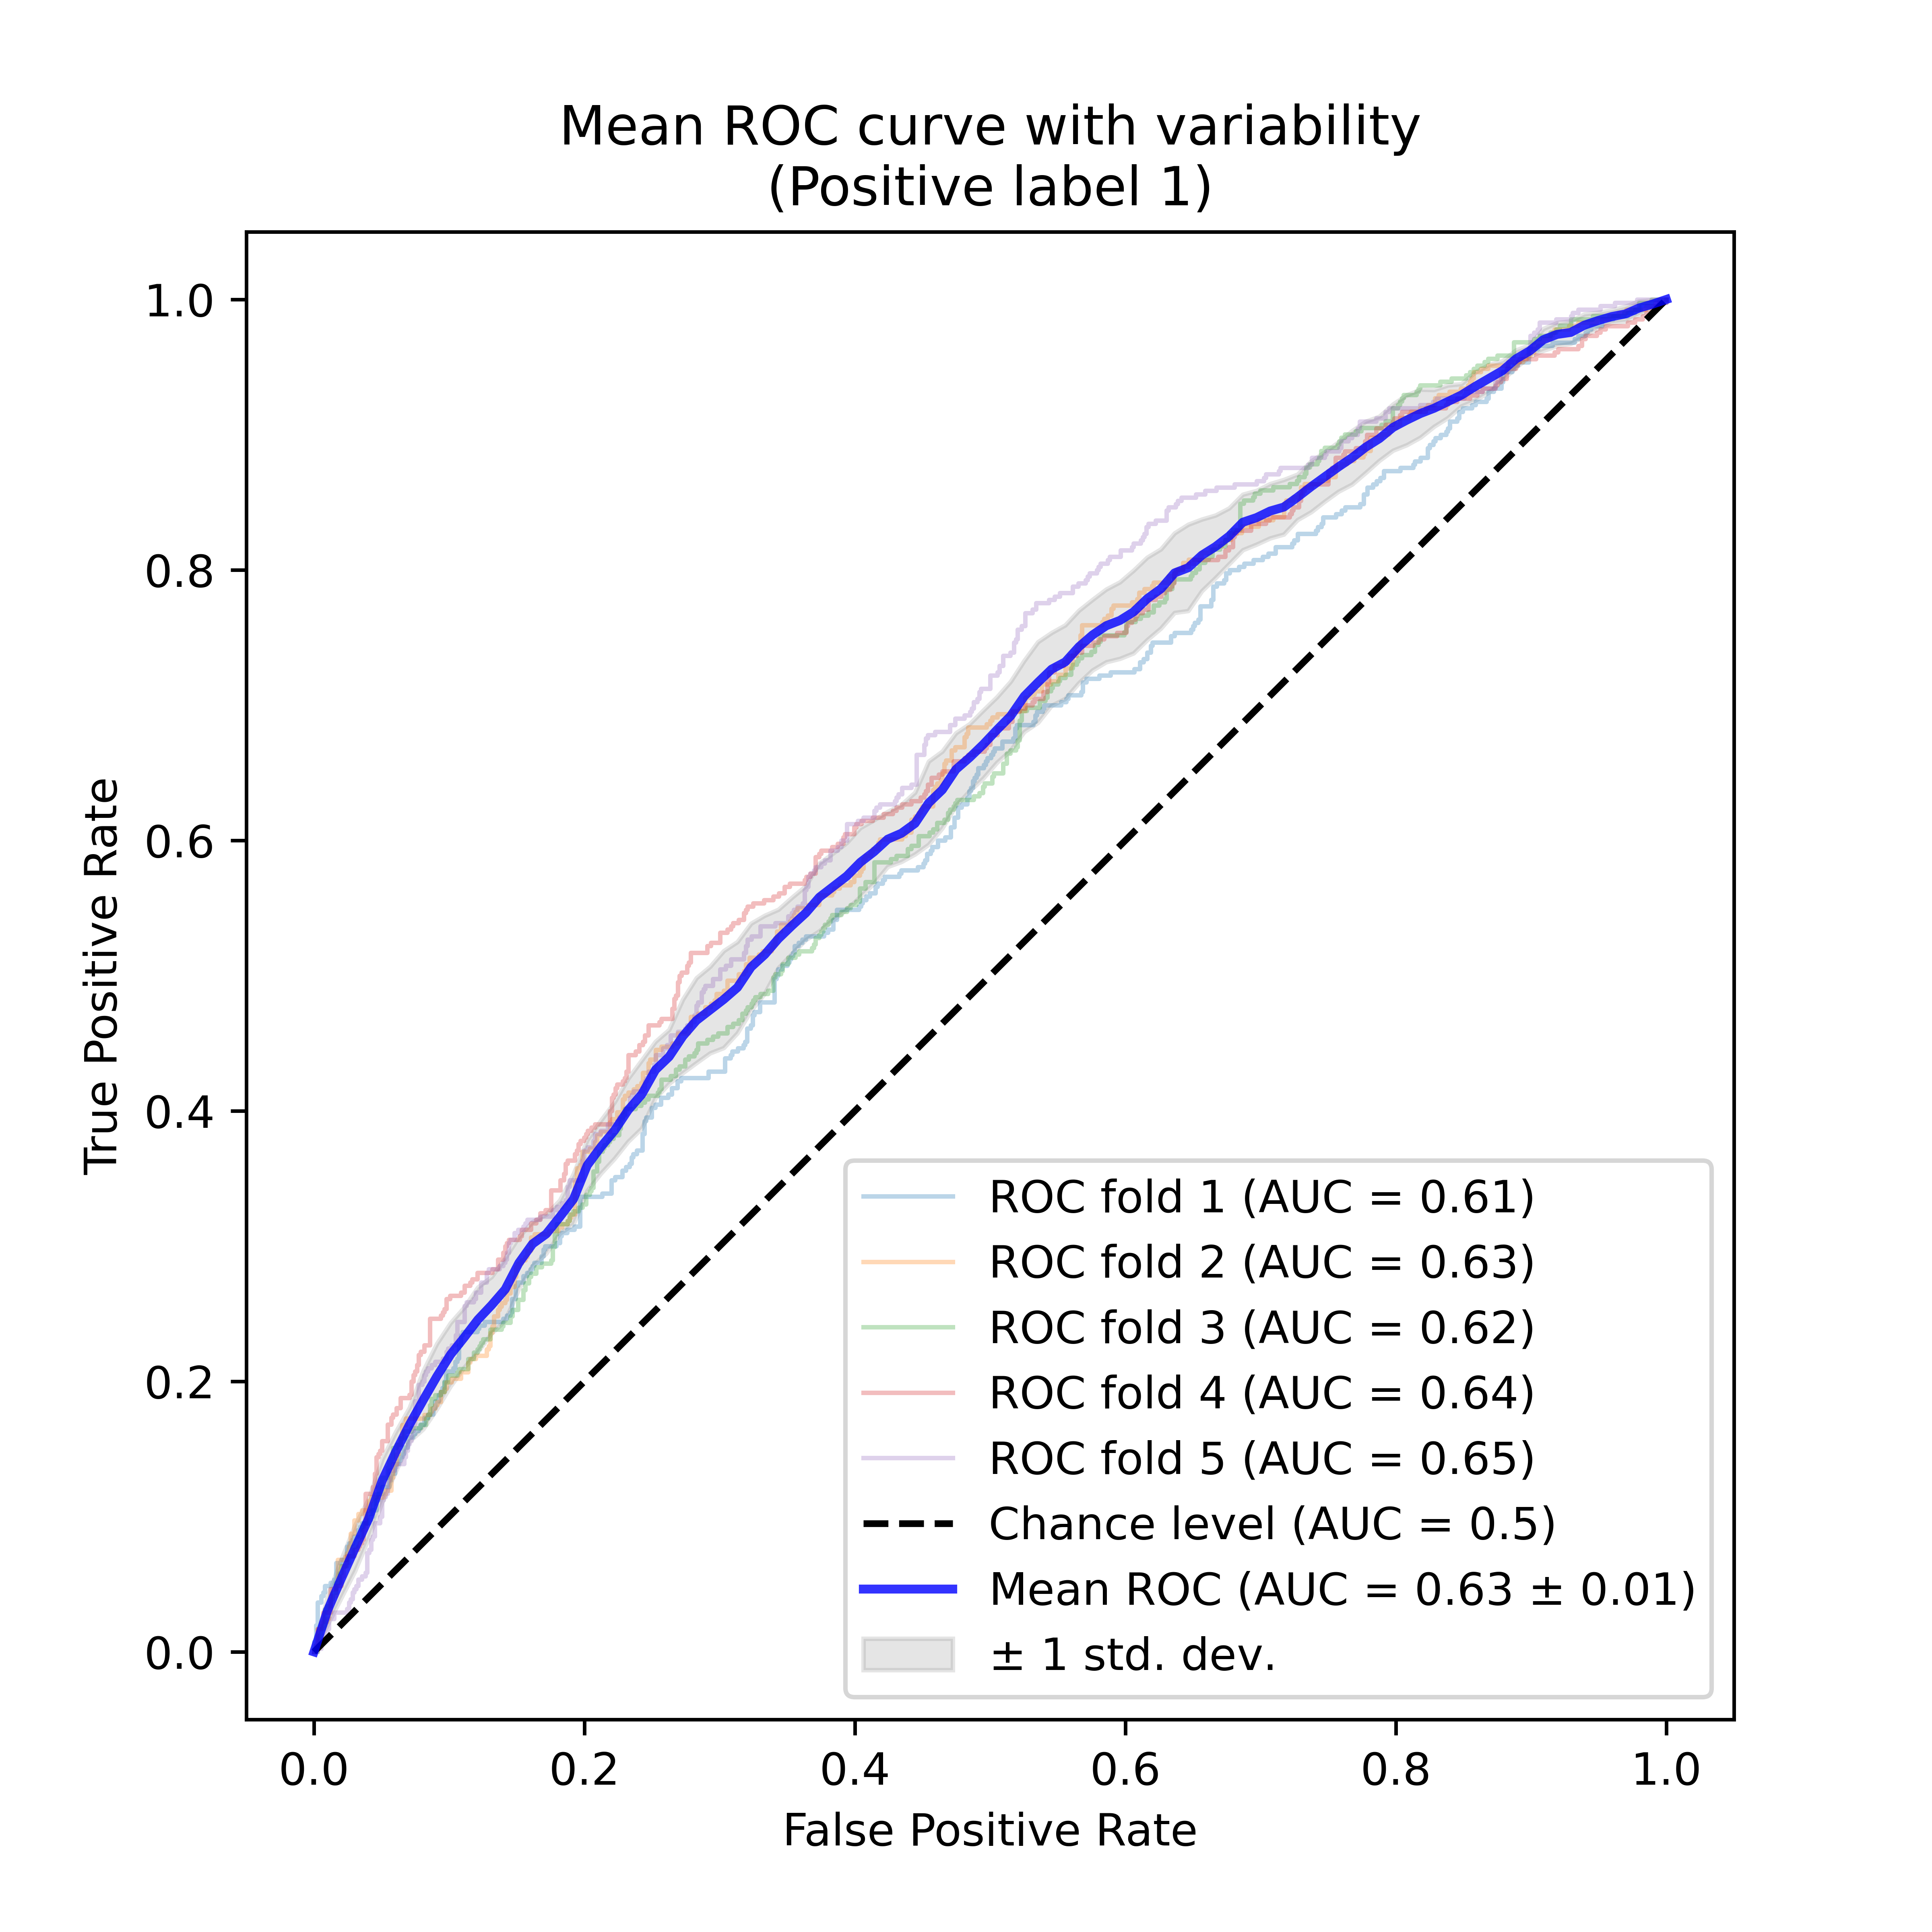 Mean ROC curve with variability
(Positive label 1)
True Positive Rate
1.0
0.8
0.6
0.4
0.2
0.0
ROC fold 1 (AUC = 0.61)
ROC fold 2 (AUC = 0.63)
ROC fold 3 (AUC = 0.62)
ROC fold 4 (AUC = 0.64)
ROC fold 5 (AUC = 0.65)
Chance level (AUC = 0.5)
Mean ROC (AUC = 0.63 ± 0.01)
± 1 std. dev.
0.0 0.2 0.4 0.6 0.8 1.0
False Positive Rate